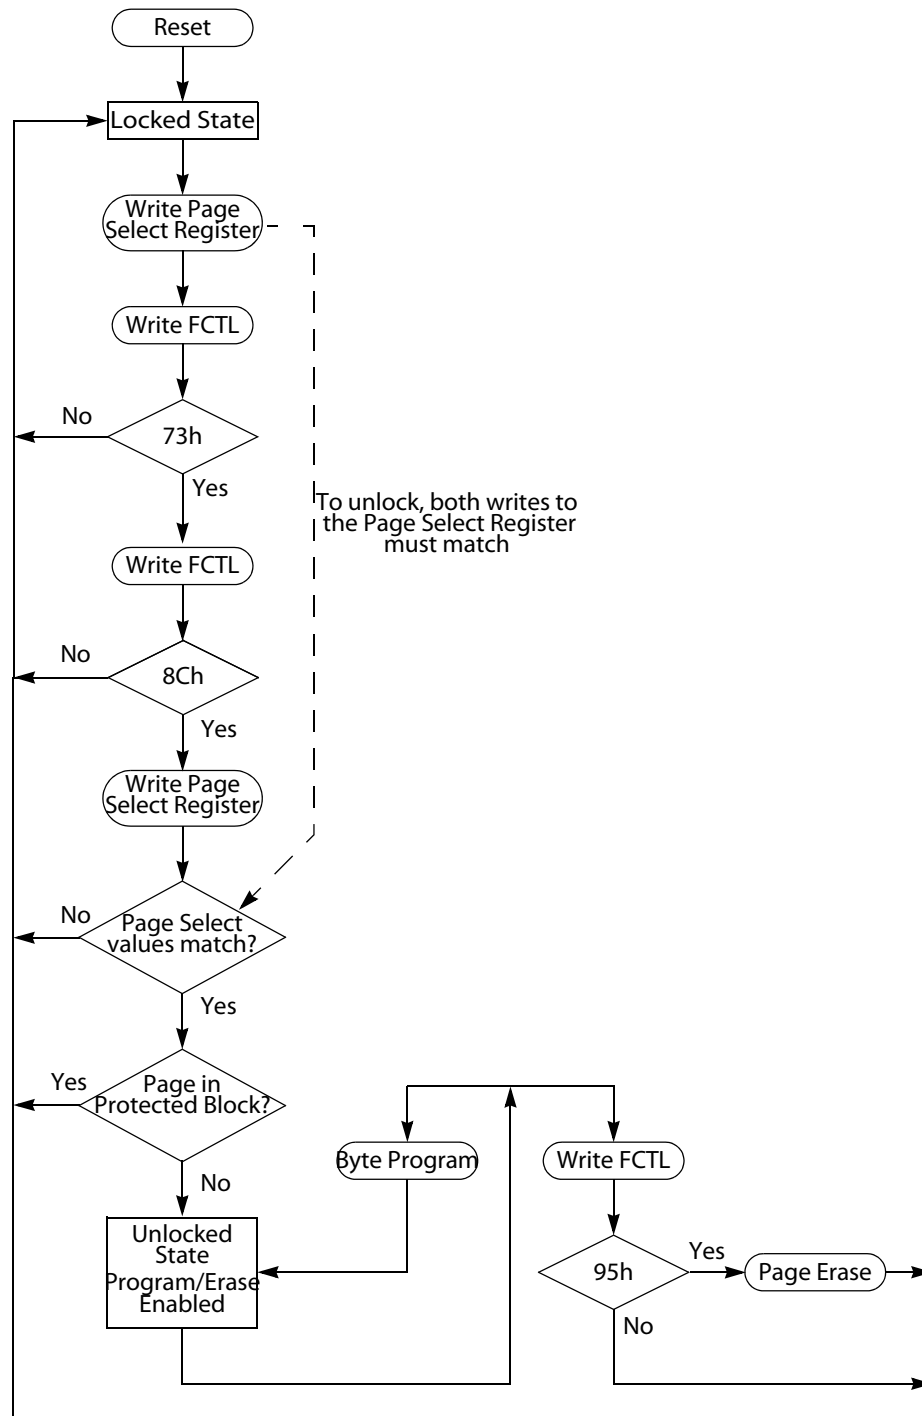 Reset
Locked State
Write Page
Select Register
Write FCTL
No
73h
Yes
To unlock, both writes to
the Page Select Register
must match
Write FCTL
No
8Ch
Yes
Write Page
Select Register
No
Page Select
values match?
Yes
Yes
Page in
Protected Block?
No
Byte Program
Write FCTL
Unlocked
State
Program/Erase
Enabled
95h
Yes
Page Erase
No